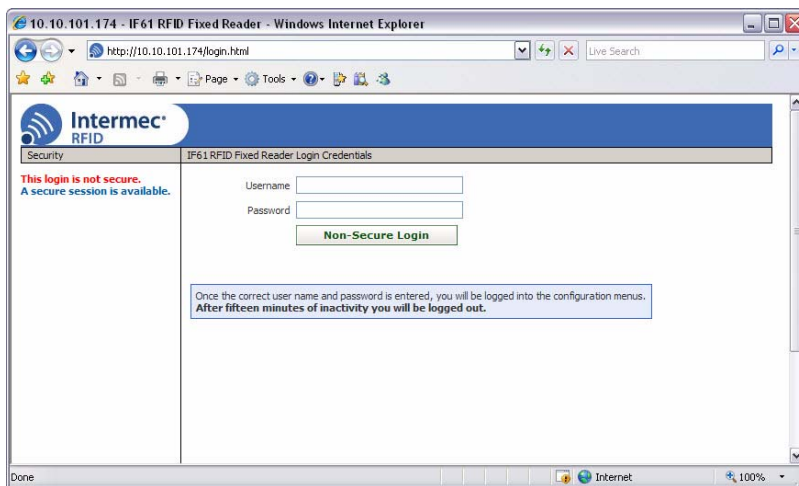 10.10.101.174 - IF61 RFID Fixed Reader - Windows Internet Explorer
http://10.10.101.174/login.html
Live Search
Page
Tools
Intermec
RFID
Security
IF61 RFID Fixed Reader Login Credentials
This login is not secure.
A secure session is available.
Username
Password
Non-Secure Login
Once the correct user name and password is entered, you will be logged into the configuration menus.
After fifteen minutes of inactivity you will be logged out.
Done
Internet
100%